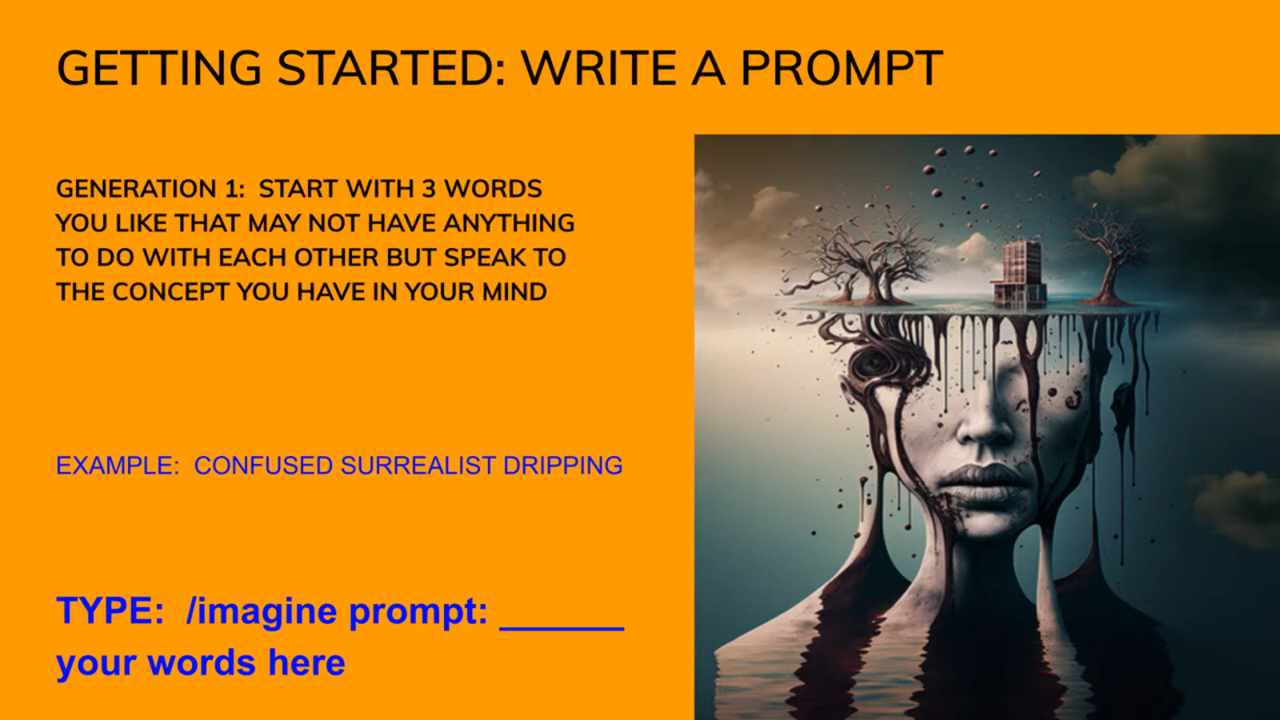 GETTING STARTED: WRITE A PROMPT
GENERATION 1:  START WITH 3 WORDS
YOU LIKE THAT MAY NOT HAVE ANYTHING
TO DO WITH EACH OTHER BUT SPEAK TO
THE CONCEPT YOU HAVE IN YOUR MIND
EXAMPLE:  CONFUSED SURREALIST DRIPPING
TYPE:  /imagine prompt: ______
your words here